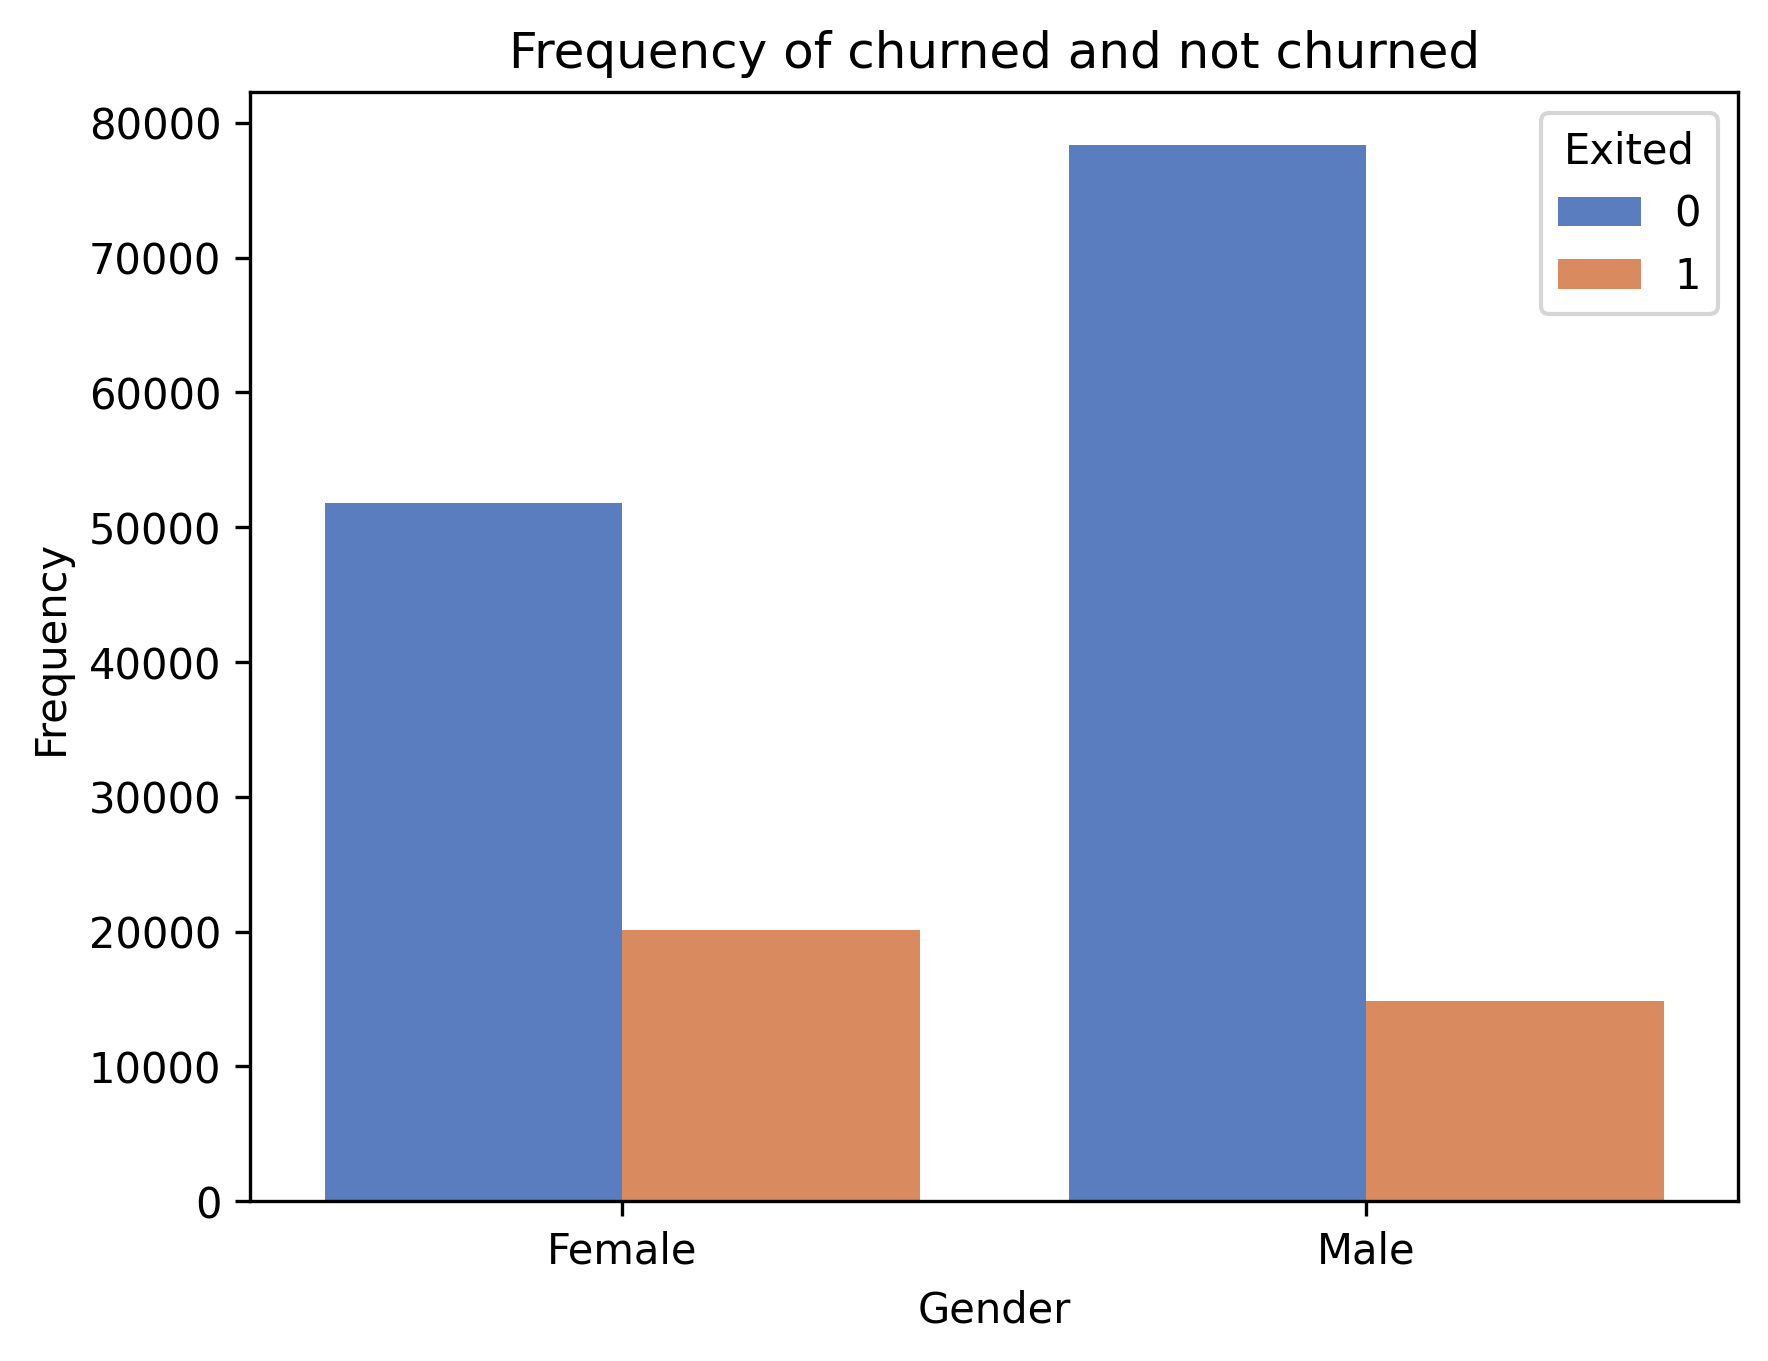 Frequency of churned and not churned
80000
70000
60000
50000
40000
30000
20000
10000
0
Frequency
Exited
0
1
Female Male
Gender